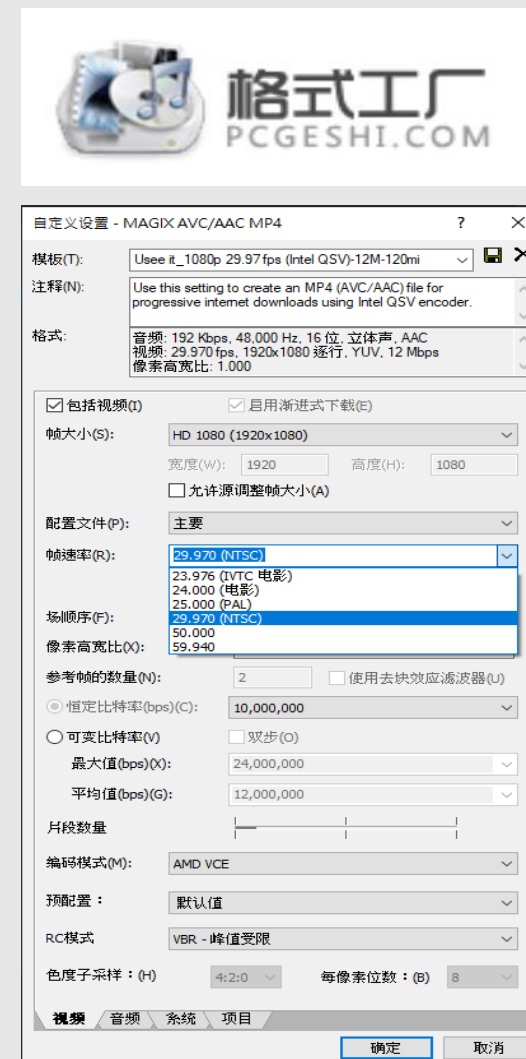 格式工厂
PCGESHI.COM
自定义设置 - MAGIX AVC/AAC MP4 ? ×
模板(T): Usee it_1080p 29.97 fps (Intel QSV)-12M-120mi
注释(N): Use this setting to create an MP4 (AVC/AAC) file for
progressive internet downloads using Intel QSV encoder.
格式: 音频: 192 Kbps, 48,000 Hz, 16 位, 立体声, AAC
视频: 29.970 fps, 1920x1080 逐行, YUV, 12 Mbps
像素高宽比: 1.000
包括视频(I) 启用渐进式下载(E)
帧大小(S): HD 1080 (1920x1080)
宽度(W): 1920 高度(H): 1080
允许源调整帧大小(A)
配置文件(P): 主要
帧速率(R): 29.970 (NTSC)
23.976 (IVTC 电影)
24.000 (电影)
25.000 (PAL)
场顺序(F): 29.970 (NTSC)
50.000
像素高宽比(X): 59.940
参考帧的数量(N): 2 使用去块效应滤波器(U)
恒定比特率(bps)(C): 10,000,000
可变比特率(V) 双步(O)
最大值(bps)(X): 24,000,000
平均值(bps)(G): 12,000,000
片段数量
编码模式(M): AMD VCE
预配置： 默认值
RC模式 VBR - 峰值受限
色度子采样：(H) 4:2:0 每像素位数：(B) 8
视频 音频 系统 项目
确定 取消